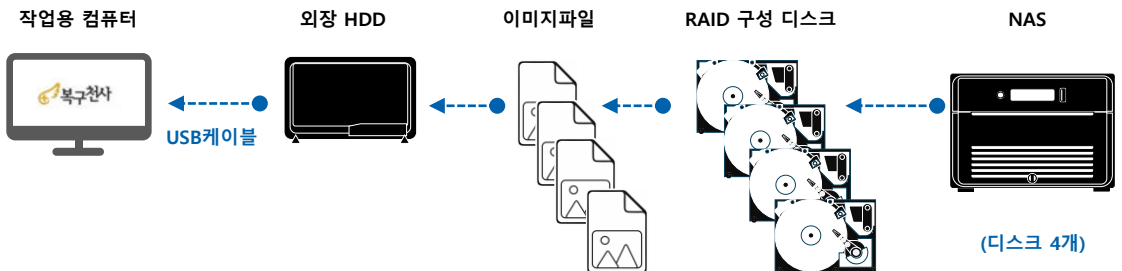 작업용 컴퓨터
외장 HDD
이미지파일
RAID 구성 디스크
NAS
복구천사
USB케이블
(디스크 4개)